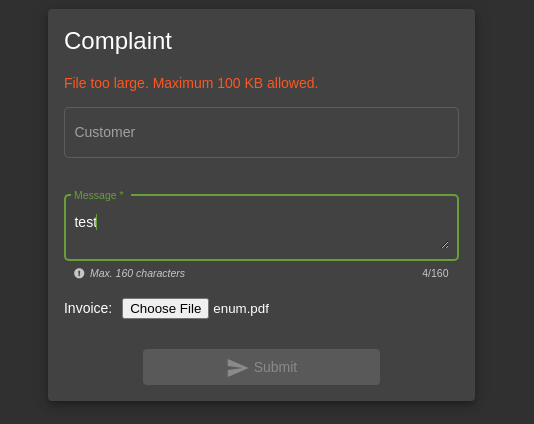 Complaint
File too large. Maximum 100 KB allowed.
Customer
Message *
test
Max. 160 characters 4/160
Invoice: Choose File enum.pdf
Submit